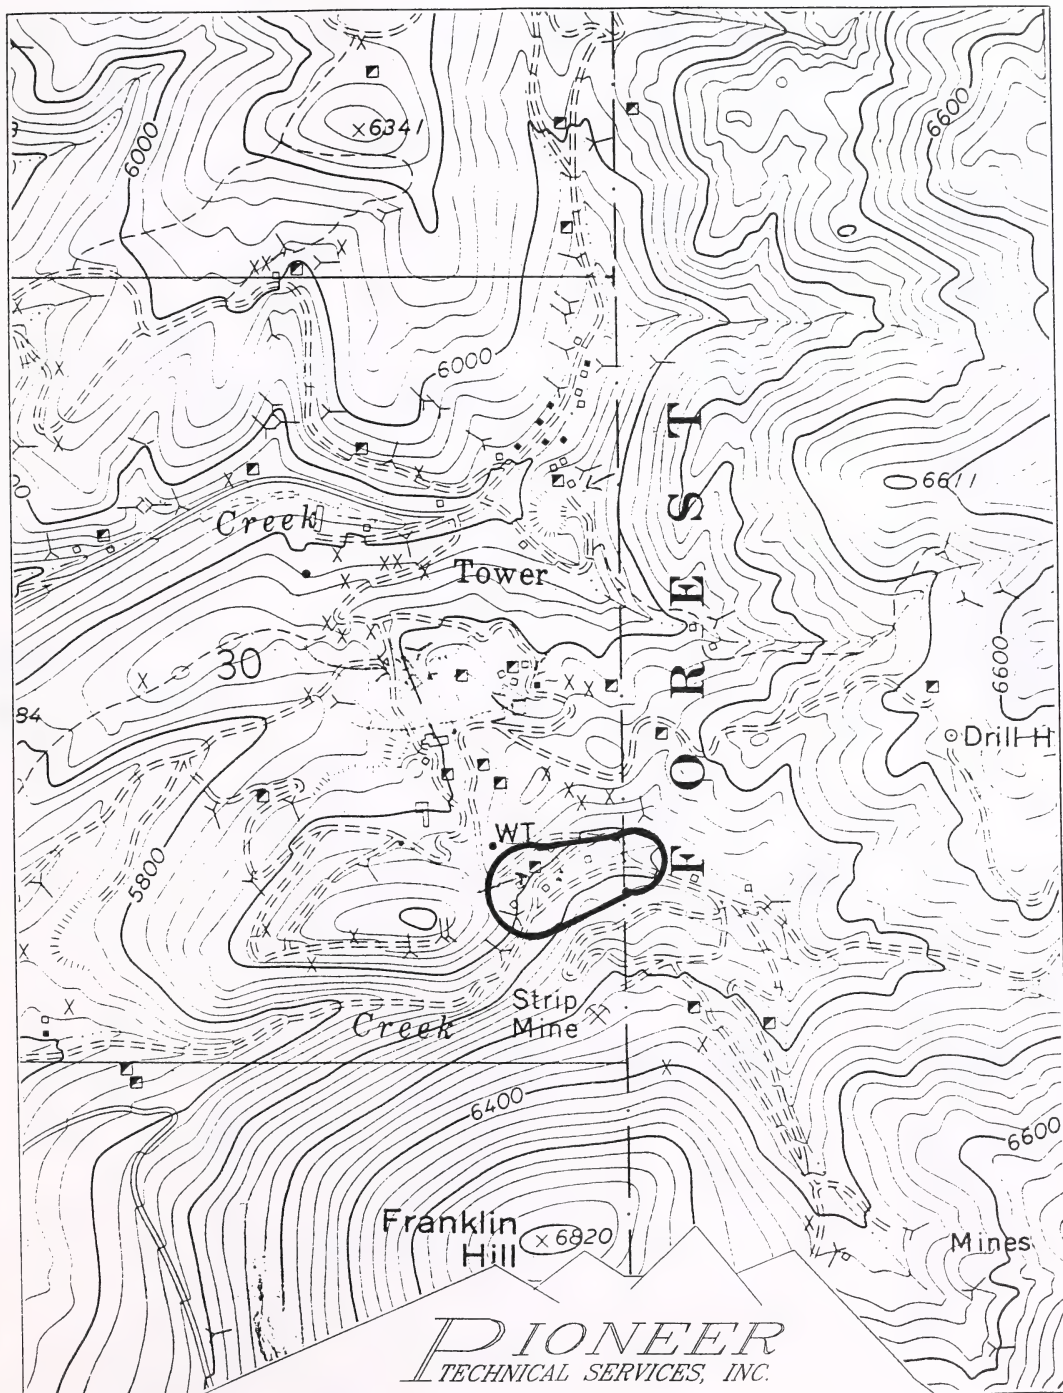 6000
6341
6600
6000
6611
20
Creek
Tower
FOREST
30
84
6600
Drill H
WT
5800
Strip
Mine
Creek
6400
6600
Franklin
Hill
6820
Mines
PIONEER
TECHNICAL SERVICES, INC.